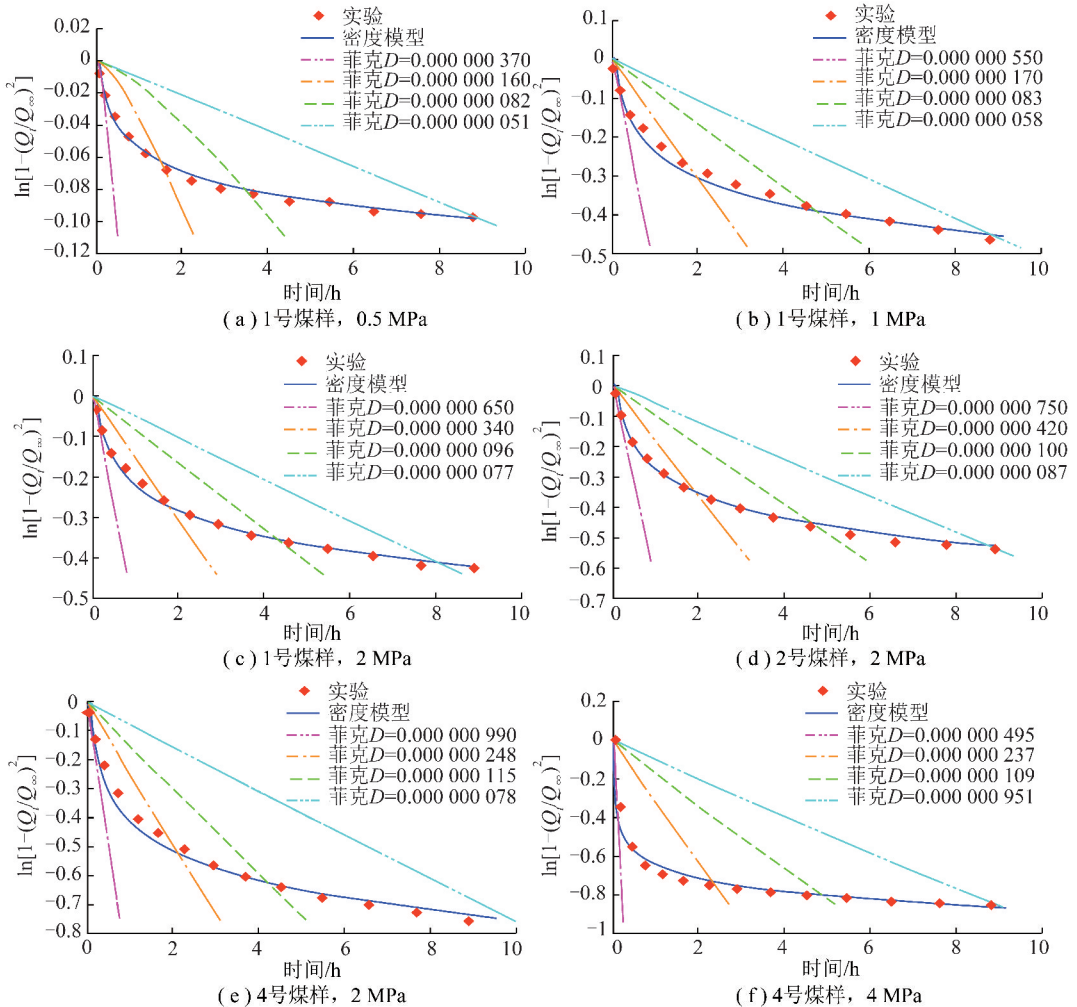 0.02
0
−0.02
−0.04
−0.06
−0.08
−0.10
−0.12
ln[1−(Q/Q∞)²]
实验
密度模型
菲克D=0.000 000 370
菲克D=0.000 000 160
菲克D=0.000 000 082
菲克D=0.000 000 051
0 2 4 6 8 10
时间/h
( a ) 1号煤样，0.5 MPa
0.1
0
−0.1
−0.2
−0.3
−0.4
−0.5
ln[1−(Q/Q∞)²]
实验
密度模型
菲克D=0.000 000 550
菲克D=0.000 000 170
菲克D=0.000 000 083
菲克D=0.000 000 058
0 2 4 6 8 10
时间/h
( b ) 1号煤样，1 MPa
0.1
0
−0.1
−0.2
−0.3
−0.4
−0.5
ln[1−(Q/Q∞)²]
实验
密度模型
菲克D=0.000 000 650
菲克D=0.000 000 340
菲克D=0.000 000 096
菲克D=0.000 000 077
0 2 4 6 8 10
时间/h
( c ) 1号煤样，2 MPa
0.1
0
−0.1
−0.2
−0.3
−0.4
−0.5
−0.6
−0.7
ln[1−(Q/Q∞)²]
实验
密度模型
菲克D=0.000 000 750
菲克D=0.000 000 420
菲克D=0.000 000 100
菲克D=0.000 000 087
0 2 4 6 8 10
时间/h
( d ) 2号煤样，2 MPa
0
−0.1
−0.2
−0.3
−0.4
−0.5
−0.6
−0.7
−0.8
ln[1−(Q/Q∞)²]
实验
密度模型
菲克D=0.000 000 990
菲克D=0.000 000 248
菲克D=0.000 000 115
菲克D=0.000 000 078
0 2 4 6 8 10
时间/h
( e ) 4号煤样，2 MPa
0.2
0
−0.2
−0.4
−0.6
−0.8
−1
ln[1−(Q/Q∞)²]
实验
密度模型
菲克D=0.000 000 495
菲克D=0.000 000 237
菲克D=0.000 000 109
菲克D=0.000 000 951
0 2 4 6 8 10
时间/h
( f ) 4号煤样，4 MPa